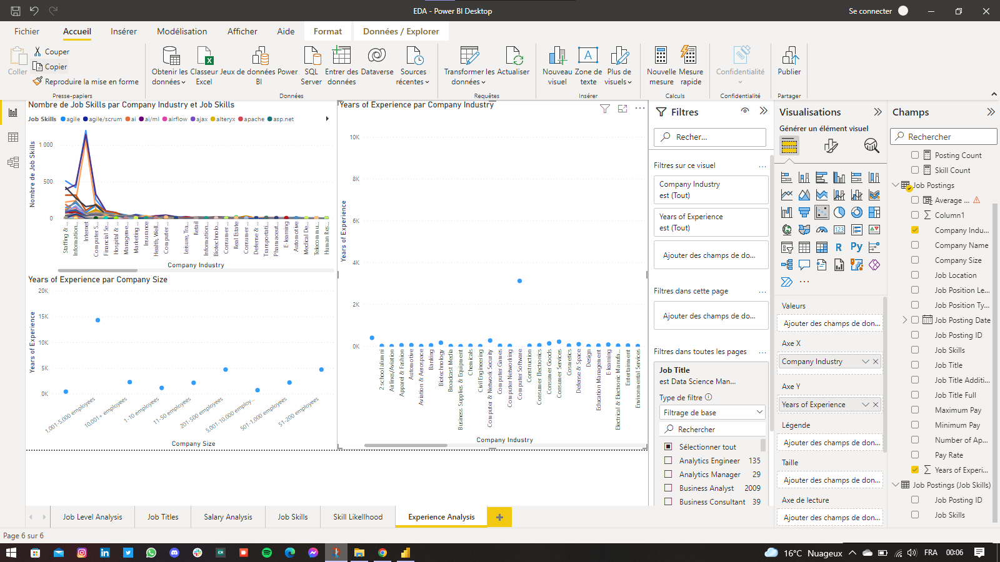 EDA - Power BI Desktop
Se connecter
Fichier
Accueil
Insérer
Modélisation
Afficher
Aide
Format
Données / Explorer
Coller
Couper
Copier
Reproduire la mise en forme
Presse-papiers
Obtenir les données
Classeur Excel
Jeux de données Power BI
SQL Server
Entrer des données
Dataverse
Sources récentes
Données
Transformer les données
Actualiser
Requêtes
Nouveau visuel
Zone de texte
Plus de visuels
Insérer
Nouvelle mesure
Mesure rapide
Calculs
Confidentialité
Confidentialité
Publier
Partager
Nombre de Job Skills par Company Industry et Job Skills
Job Skills agile agile/scrum ai ai/ml airflow ajax alteryx apache asp.net
Nombre de Job Skills
1 000
500
0
Staffing & ...
Information...
Internet
Computer S...
Financial Se...
Hospital & ...
Manageme...
Marketing ...
Insurance
Health, Well...
Computer ...
Leisure, Tra...
Retail
Information...
Biotechnolo...
Consumer ...
Real Estate
Consumer ...
Defense & ...
Transportati...
Pharmaceut...
E-learning
Automotive
Medical De...
Telecommu...
Human Res...
Company Industry
Years of Experience par Company Size
Years of Experience
20K
15K
10K
5K
0K
1,001-5,000 employees
10,001+ employees
1-10 employees
11-50 employees
201-500 employees
5,001-10,000 employ...
501-1,000 employees
51-200 employees
Company Size
Years of Experience par Company Industry
Years of Experience
10K
8K
6K
4K
2K
0K
2 school alumni
Airlines/Aviation
Apparel & Fashion
Automotive
Aviation & Aerospace
Banking
Biotechnology
Broadcast Media
Business Supplies & Equipment
Chemicals
Civil Engineering
Computer & Network Security
Computer Games
Computer Networking
Computer Software
Construction
Consumer Electronics
Consumer Goods
Consumer Services
Cosmetics
Defense & Space
Design
Education Management
E-learning
Electrical & Electronic Manufa...
Entertainment
Environmental Services
Company Industry
Filtres
Recher...
Filtres sur ce visuel
Company Industry
est (Tout)
Years of Experience
est (Tout)
Ajouter des champs de do...
Filtres dans cette page
Ajouter des champs de do...
Filtres dans toutes les pages
Job Title
est Data Science Man...
Type de filtre
Filtrage de base
Rechercher
Sélectionner tout
Analytics Engineer 135
Analytics Manager 29
Business Analyst 2009
Business Consultant 39
Visualisations
Générer un élément visuel
123
R
Py
Valeurs
Ajouter des champs de don...
Axe X
Company Industry
Axe Y
Years of Experience
Légende
Ajouter des champs de don...
Taille
Ajouter des champs de don...
Axe de lecture
Ajouter des champs de don...
Champs
Rechercher
Posting Count
Skill Count
Job Postings
Average ...
Column1
Company Indu...
Company Name
Company Size
Job Location
Job Position Le...
Job Position Ty...
Job Posting Date
Job Posting ID
Job Skills
Job Title
Job Title Additi...
Job Title Full
Maximum Pay
Minimum Pay
Number of Ap...
Pay Rate
Years of Experi...
Job Postings (Job Skills)
Job Posting ID
Job Skills
Job Level Analysis
Job Titles
Salary Analysis
Job Skills
Skill Likelihood
Experience Analysis
Page 6 sur 6
16°C Nuageux
FRA
00:06